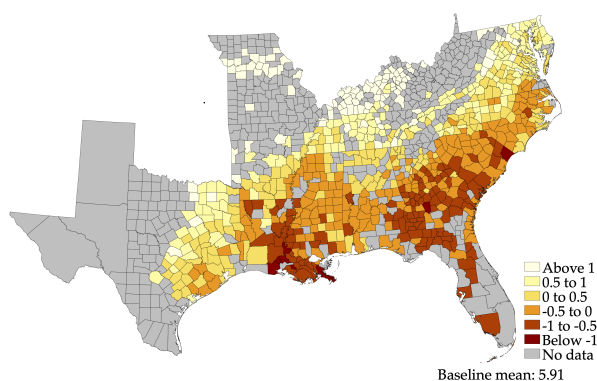 Above 1
0.5 to 1
0 to 0.5
-0.5 to 0
-1 to -0.5
Below -1
No data
Baseline mean: 5.91